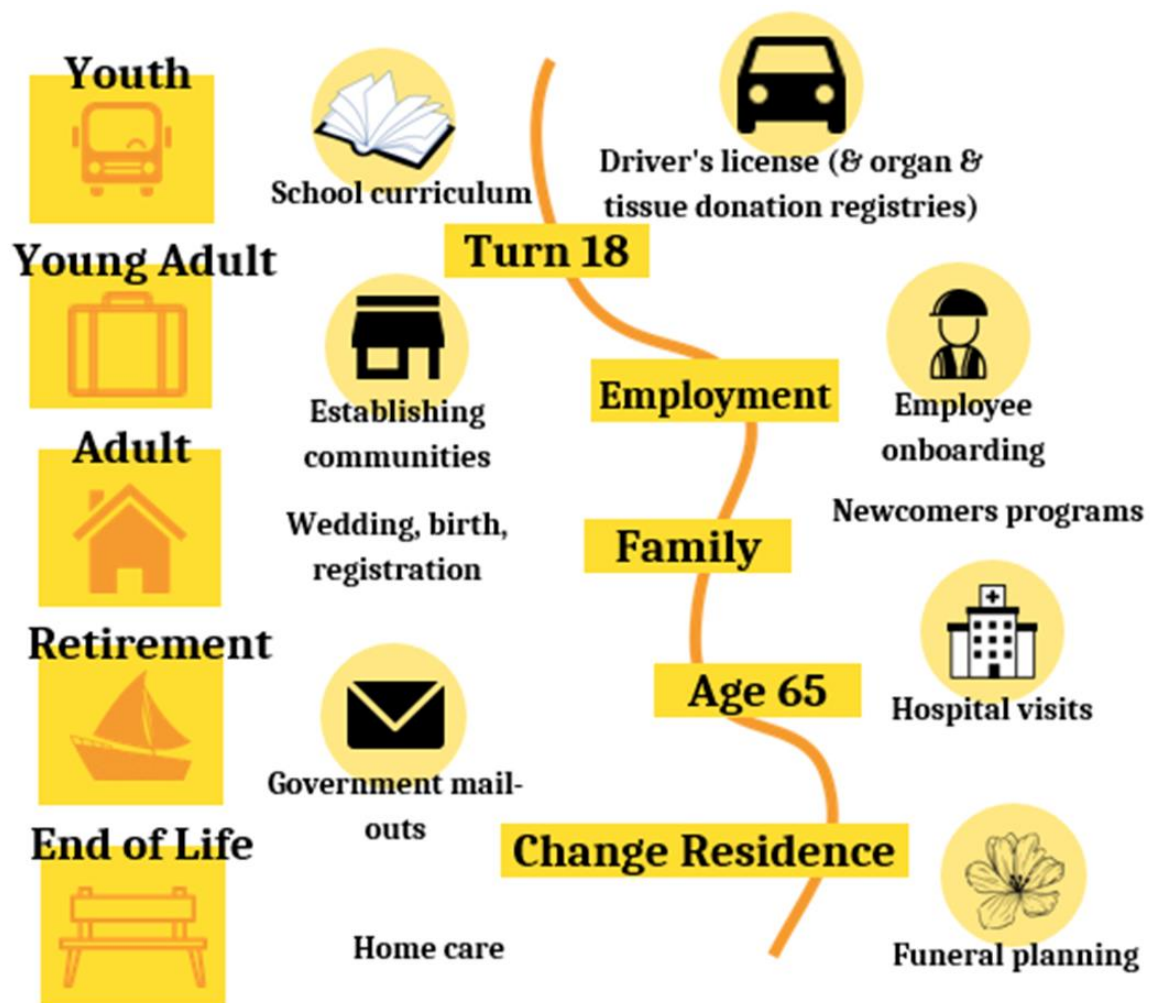 Youth
School curriculum
Driver's license (& organ &
tissue donation registries)
Turn 18
Young Adult
Establishing
communities
Employment
Employee
onboarding
Adult
Wedding, birth,
registration
Newcomers programs
Family
Retirement
Age 65
Hospital visits
Government mail-
outs
End of Life
Change Residence
Home care
Funeral planning